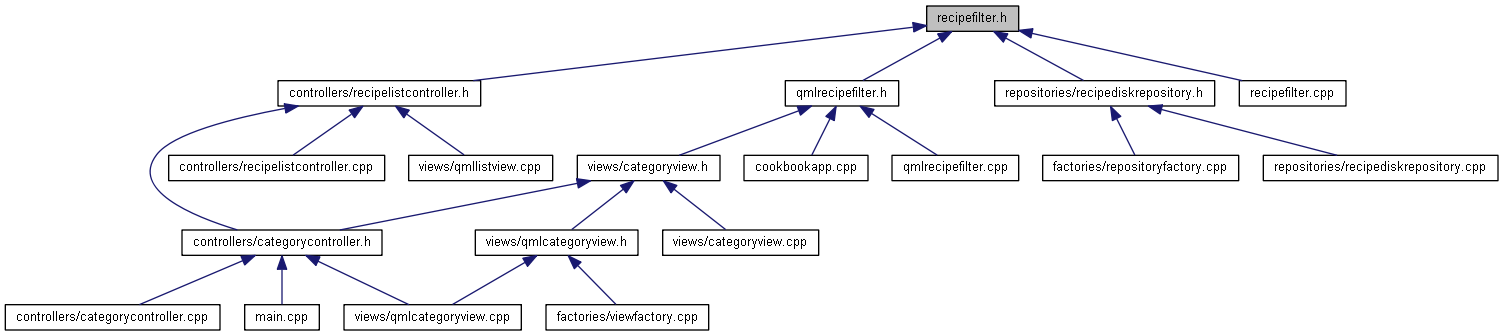 recipefilter.h
controllers/recipelistcontroller.h
qmlrecipefilter.h
repositories/recipediskrepository.h
recipefilter.cpp
controllers/recipelistcontroller.cpp
views/qmllistview.cpp
views/categoryview.h
cookbookapp.cpp
qmlrecipefilter.cpp
factories/repositoryfactory.cpp
repositories/recipediskrepository.cpp
controllers/categorycontroller.h
views/qmlcategoryview.h
views/categoryview.cpp
controllers/categorycontroller.cpp
main.cpp
views/qmlcategoryview.cpp
factories/viewfactory.cpp